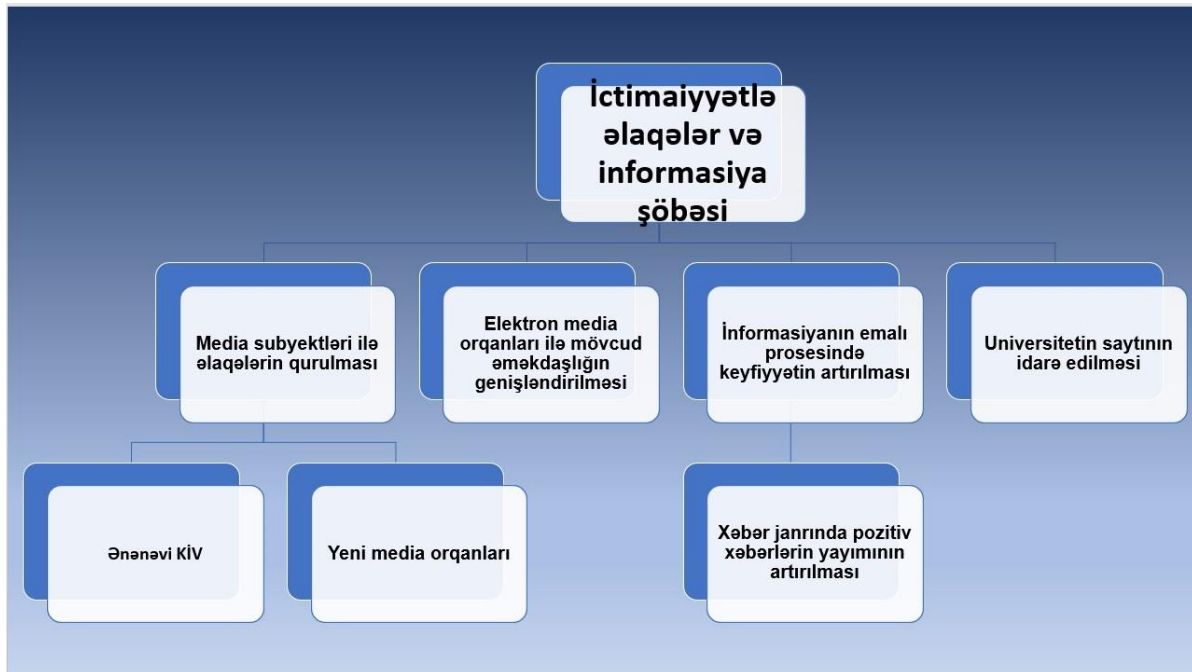 İctimaiyyətlə
əlaqələr və
informasiya
şöbəsi
Media subyektləri ilə
əlaqələrin qurulması
Elektron media
orqanları ilə mövcud
əməkdaşlığın
genişləndirilməsi
İnformasiyanın emalı
prosesində
keyfiyyətin artırılması
Universitetin saytının
idarə edilməsi
Ənənəvi KİV
Yeni media orqanları
Xəbər janrında pozitiv
xəbərlərin yayımının
artırılması